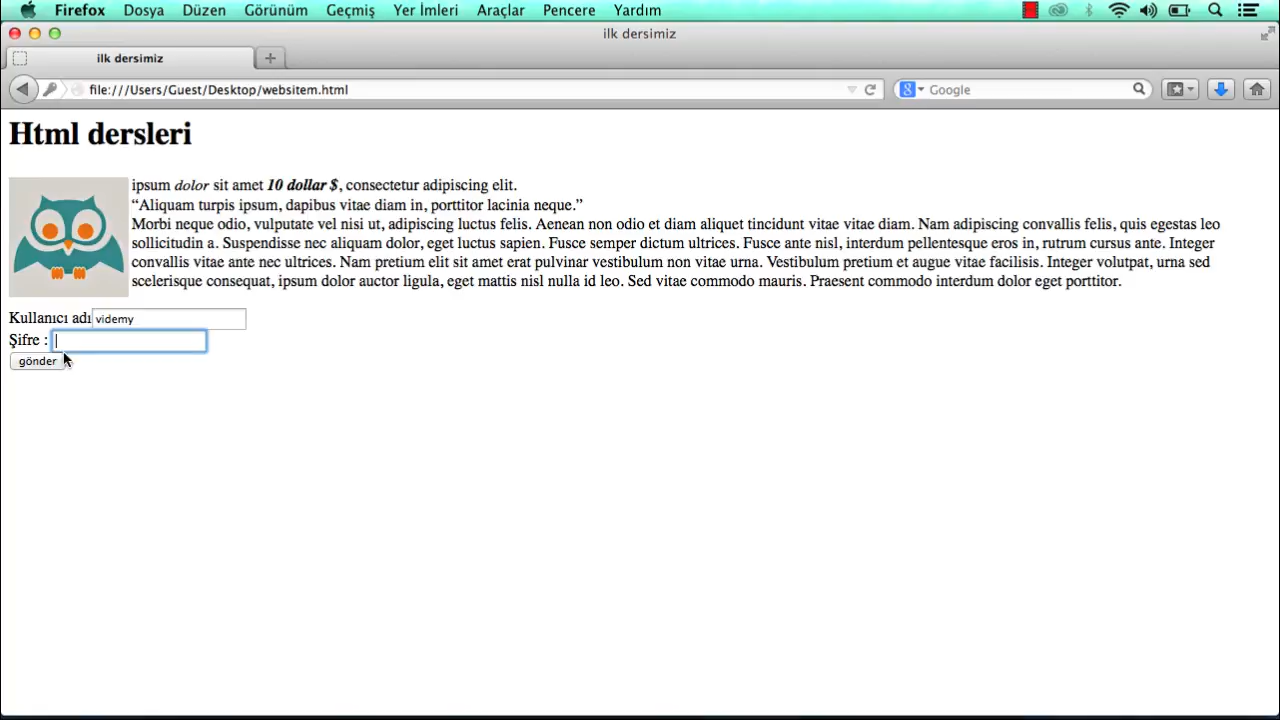 Firefox Dosya Düzen Görünüm Geçmiş Yer İmleri Araçlar Pencere Yardım
ilk dersimiz
ilk dersimiz
file:///Users/Guest/Desktop/websitem.html
Google
Html dersleri
ipsum dolor sit amet 10 dollar $, consectetur adipiscing elit.
“Aliquam turpis ipsum, dapibus vitae diam in, porttitor lacinia neque.”
Morbi neque odio, vulputate vel nisi ut, adipiscing luctus felis. Aenean non odio et diam aliquet tincidunt vitae vitae diam. Nam adipiscing convallis felis, quis egestas leo
sollicitudin a. Suspendisse nec aliquam dolor, eget luctus sapien. Fusce semper dictum ultrices. Fusce ante nisl, interdum pellentesque eros in, rutrum cursus ante. Integer
convallis vitae ante nec ultrices. Nam pretium elit sit amet erat pulvinar vestibulum non vitae urna. Vestibulum pretium et augue vitae facilisis. Integer volutpat, urna sed
scelerisque consequat, ipsum dolor auctor ligula, eget mattis nisl nulla id leo. Sed vitae commodo mauris. Praesent commodo interdum dolor eget porttitor.
Kullanıcı adı videmy
Şifre :
gönder